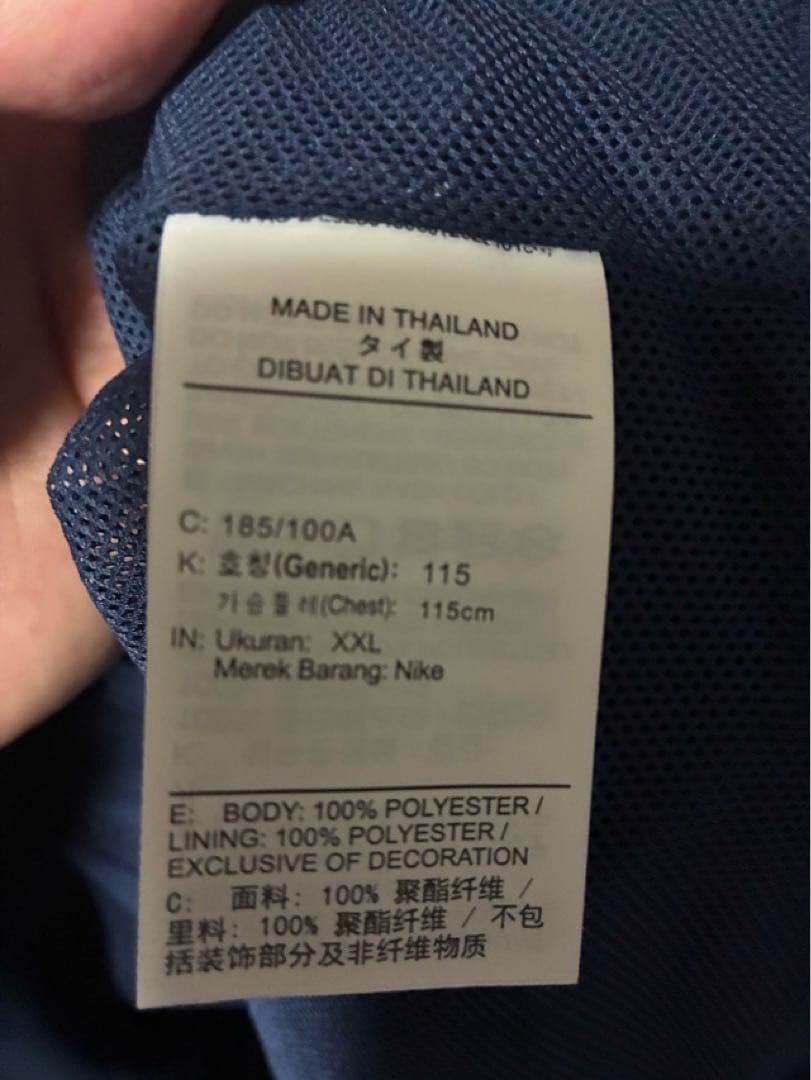 MADE IN THAILAND
タイ製
DIBUAT DI THAILAND
C: 185/100A
K: 호칭(Generic): 115
가슴둘레(Chest): 115cm
IN: Ukuran: XXL
Merek Barang: Nike
E: BODY: 100% POLYESTER /
LINING: 100% POLYESTER /
EXCLUSIVE OF DECORATION
C: 面料: 100% 聚酯纤维 /
里料: 100% 聚酯纤维 / 不包
括装饰部分及非纤维物质